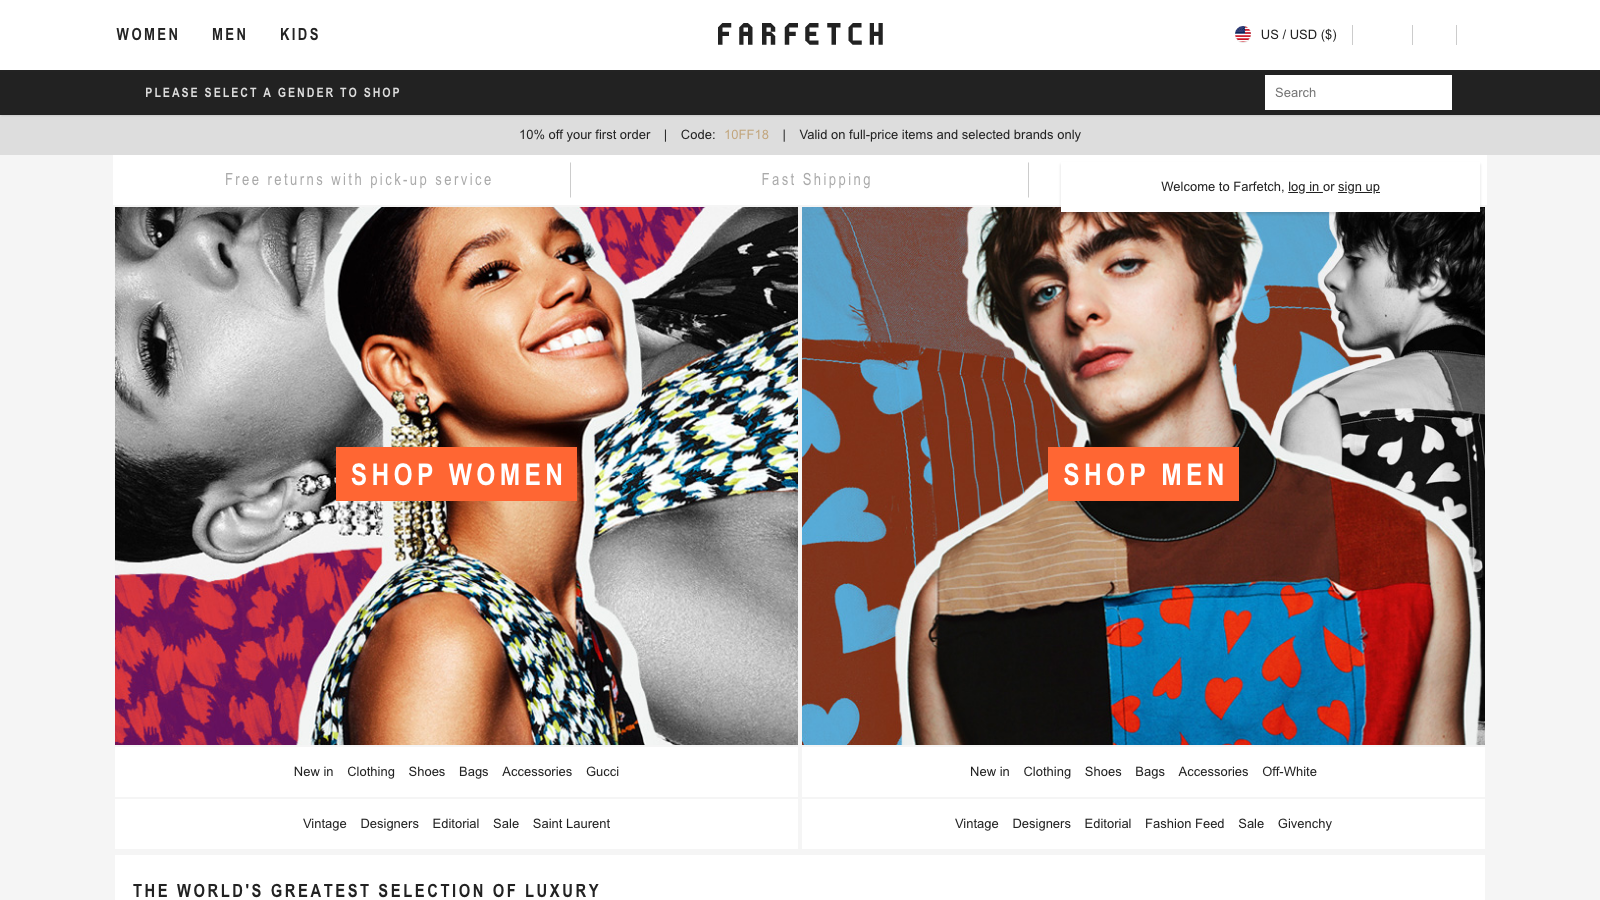 WOMEN MEN KIDS
FARFETCH
US / USD ($)
PLEASE SELECT A GENDER TO SHOP
Search
10% off your first order | Code: 10FF18 | Valid on full-price items and selected brands only
Free returns with pick-up service
Fast Shipping
Welcome to Farfetch, log in or sign up
SHOP WOMEN
SHOP MEN
New in Clothing Shoes Bags Accessories Gucci
Vintage Designers Editorial Sale Saint Laurent
New in Clothing Shoes Bags Accessories Off-White
Vintage Designers Editorial Fashion Feed Sale Givenchy
THE WORLD'S GREATEST SELECTION OF LUXURY